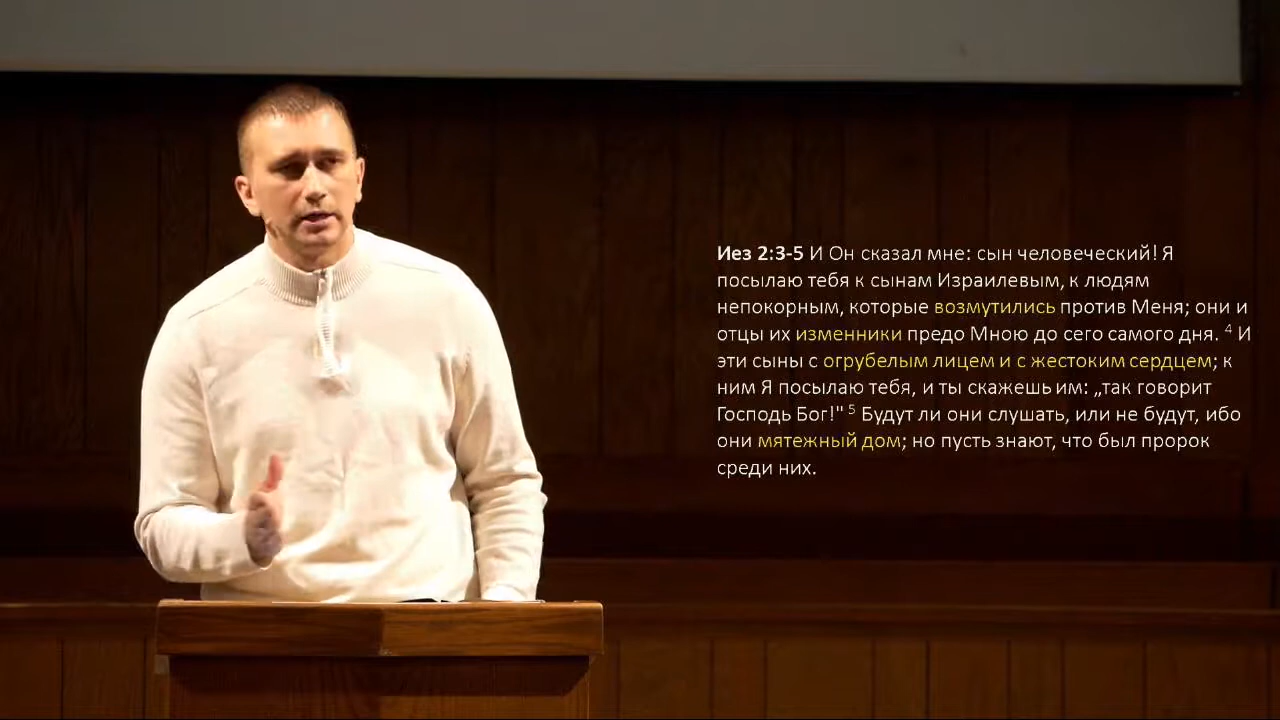 Иез 2:3-5 И Он сказал мне: сын человеческий! Я
посылаю тебя к сынам Израилевым, к людям
непокорным, которые возмутились против Меня; они и
отцы их изменники предо Мною до сего самого дня. ⁴ И
эти сыны с огрубелым лицем и с жестоким сердцем; к
ним Я посылаю тебя, и ты скажешь им: „так говорит
Господь Бог!" ⁵ Будут ли они слушать, или не будут, ибо
они мятежный дом; но пусть знают, что был пророк
среди них.